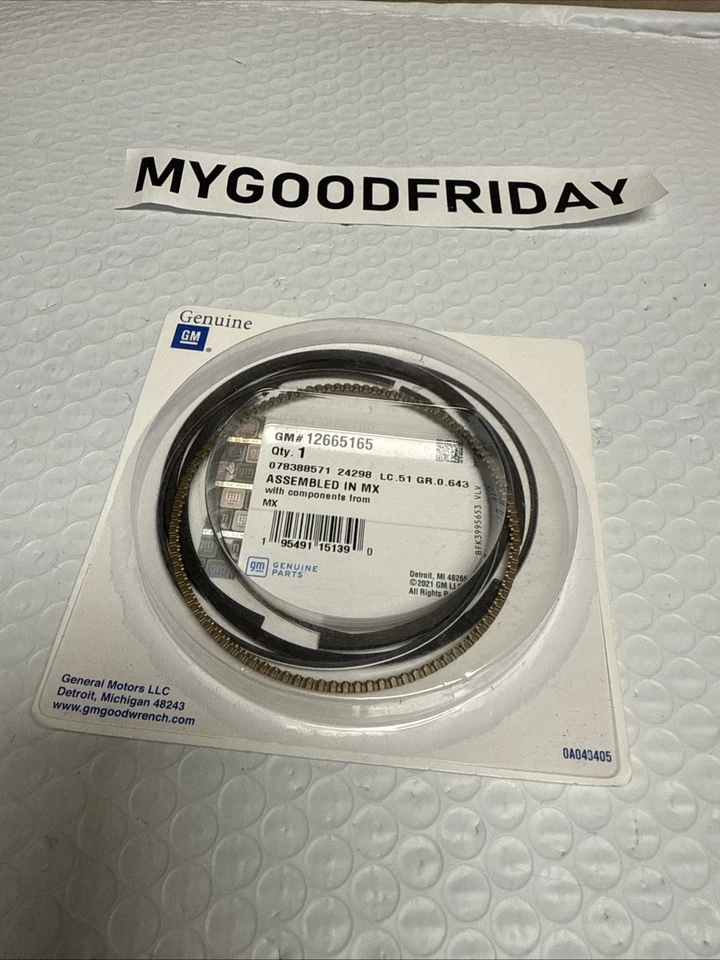 MYGOODFRIDAY
Genuine
GM
GM# 12665165
Qty. 1
078388571 24298 LC.51 GR.0.643
ASSEMBLED IN MX
with components from
MX
BFK3995653 VLV
1 95491 15139 0
gm GENUINE
PARTS
Detroit, MI 48265
©2021 GM LLC
All Rights
General Motors LLC
Detroit, Michigan 48243
www.gmgoodwrench.com
0A043405